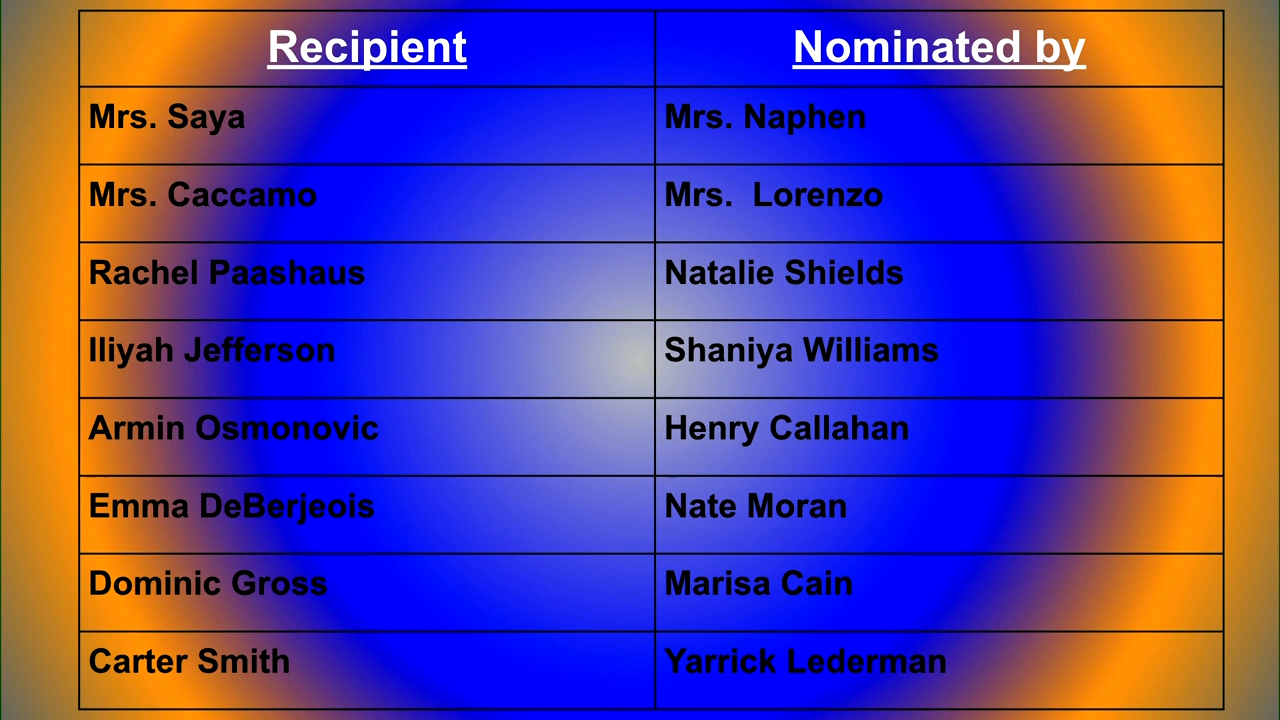 Recipient Nominated by
Mrs. Saya Mrs. Naphen
Mrs. Caccamo Mrs.  Lorenzo
Rachel Paashaus Natalie Shields
Iliyah Jefferson Shaniya Williams
Armin Osmonovic Henry Callahan
Emma DeBerjeois Nate Moran
Dominic Gross Marisa Cain
Carter Smith Yarrick Lederman